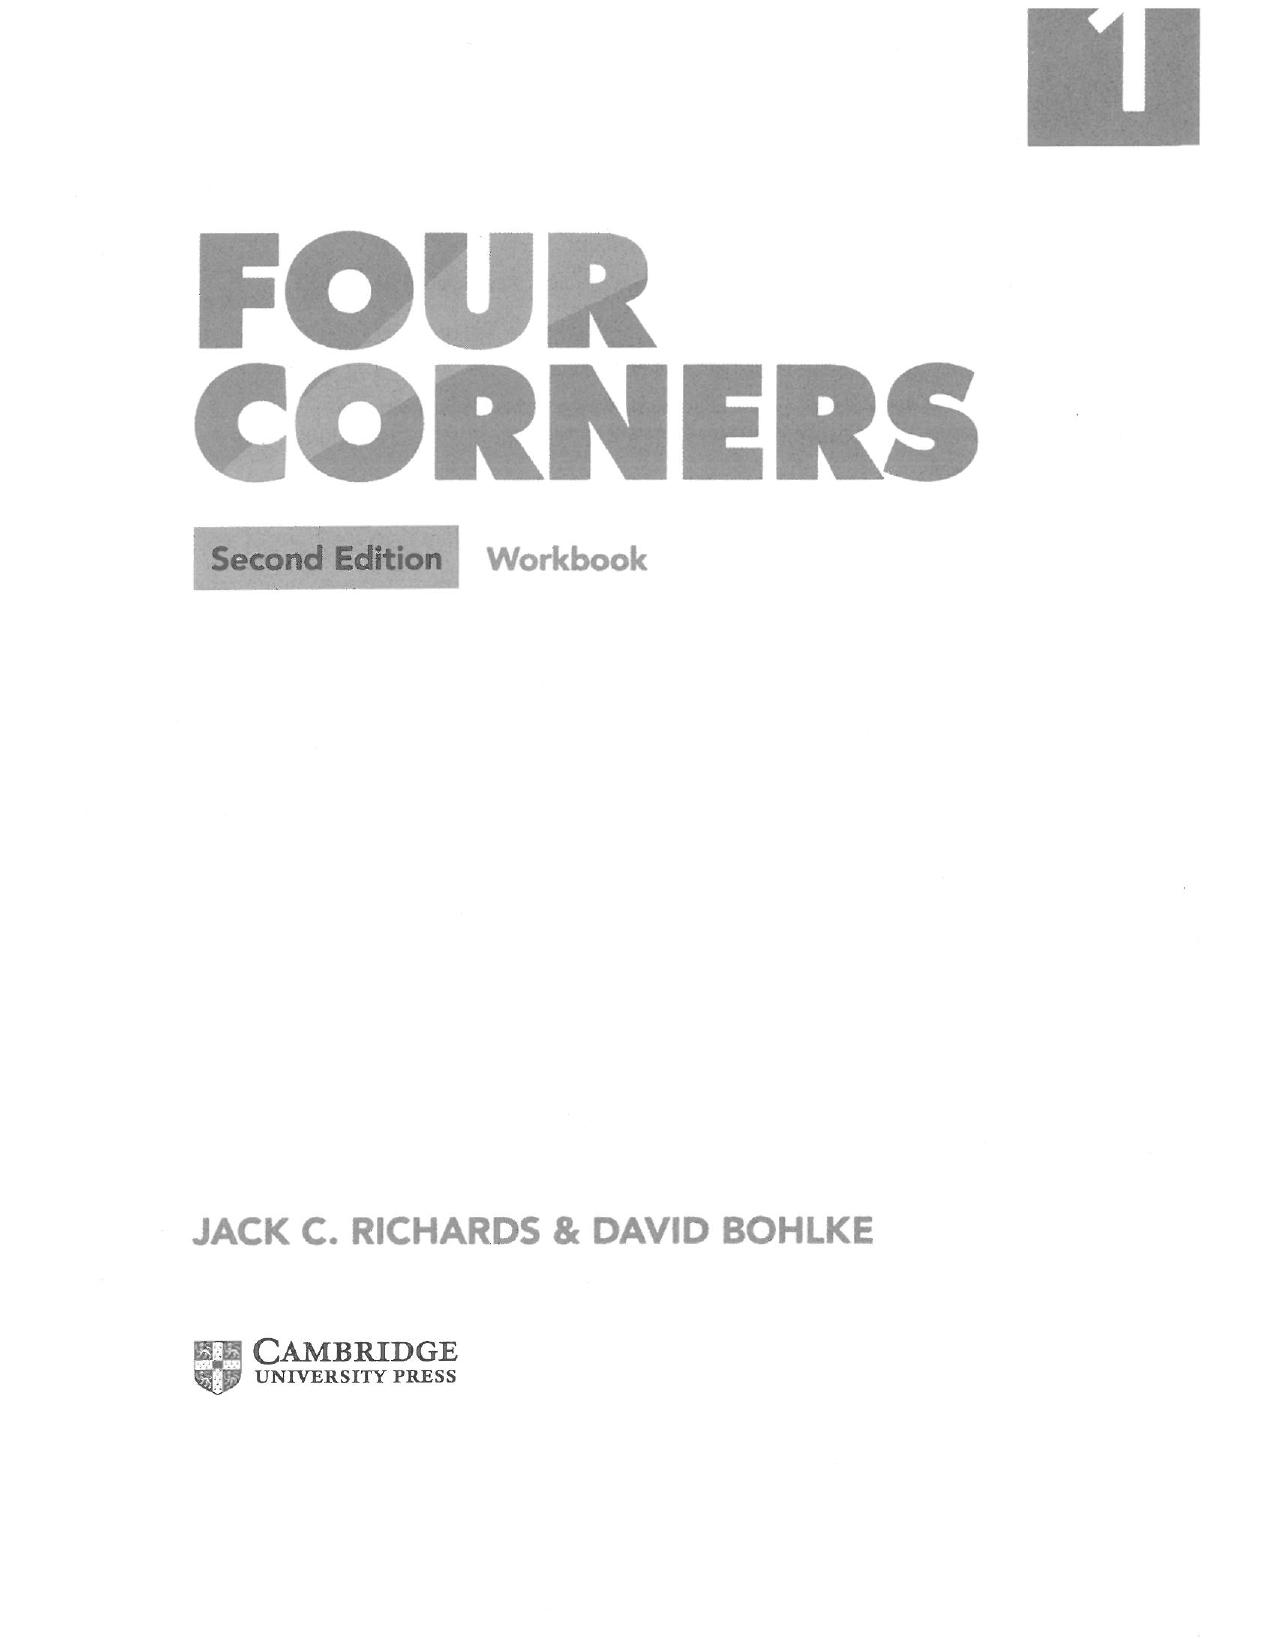 1
FOUR
CORNERS
Second Edition Workbook
JACK C. RICHARDS & DAVID BOHLKE
CAMBRIDGE
UNIVERSITY PRESS